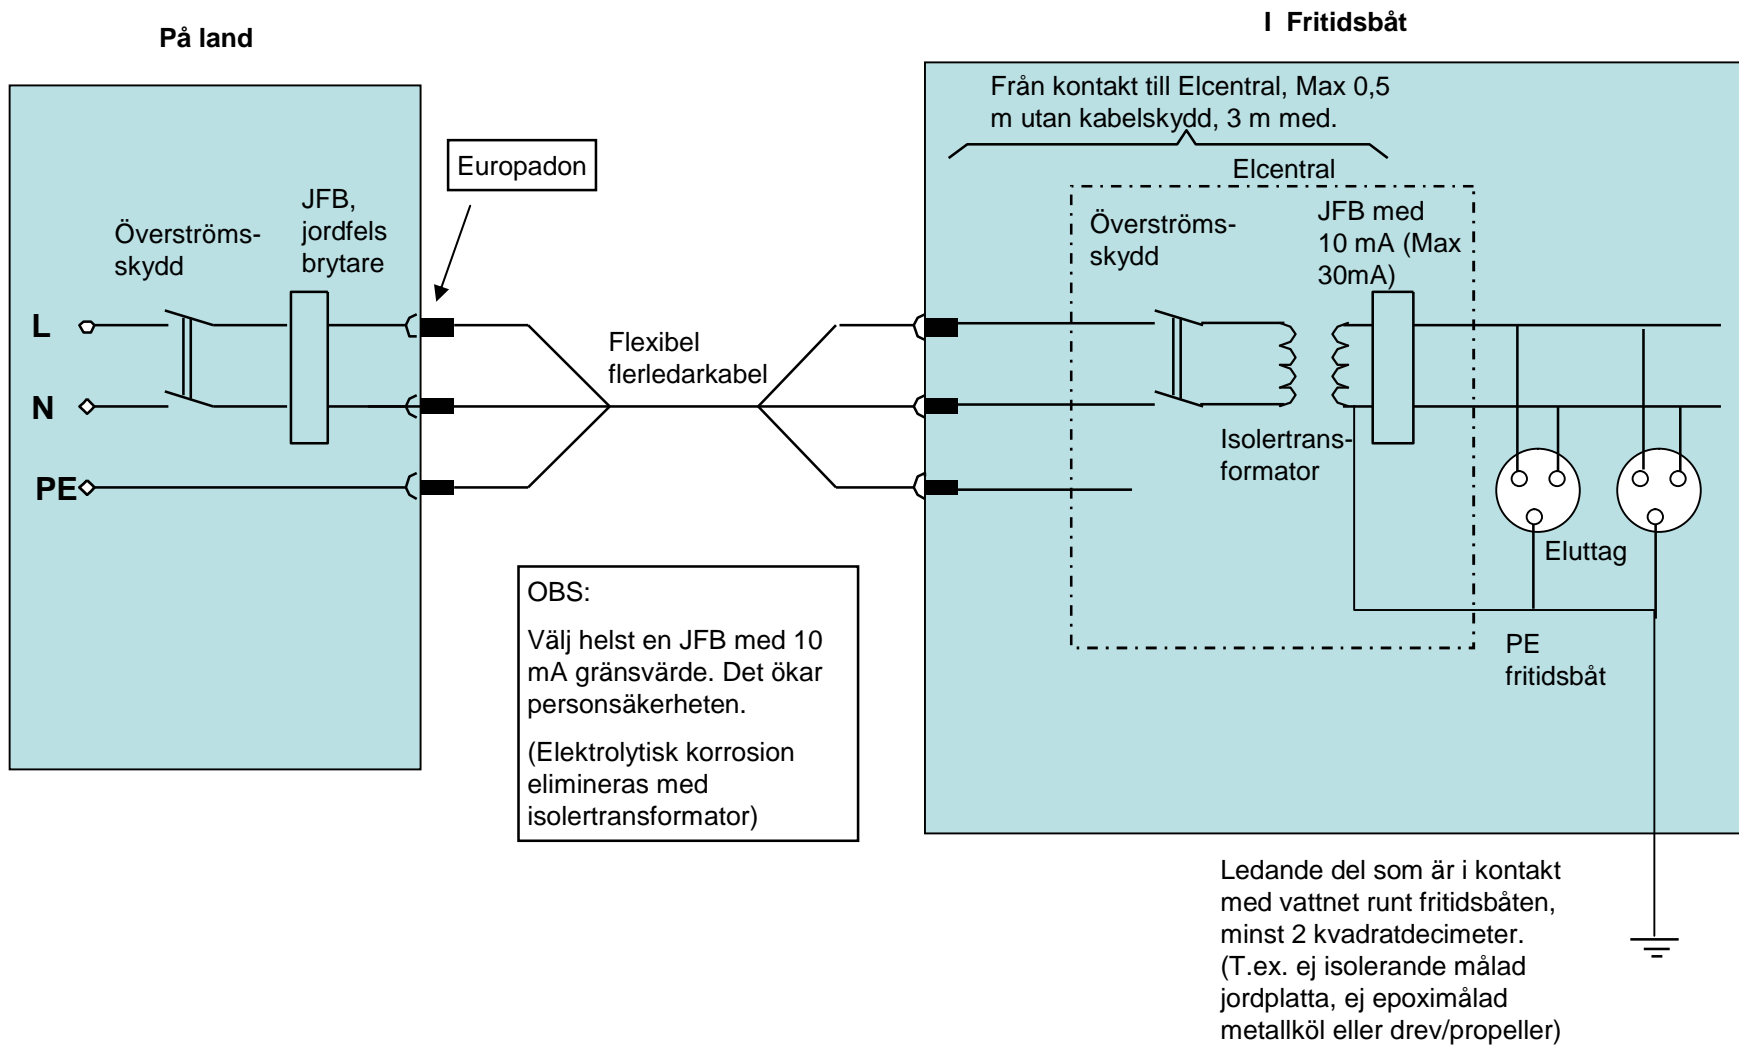 På land
I Fritidsbåt
Från kontakt till Elcentral, Max 0,5
m utan kabelskydd, 3 m med.
Europadon
Elcentral
JFB,
jordfels
brytare
Överströms-
skydd
Överströms-
skydd
JFB med
10 mA (Max
30mA)
L
N
PE
Flexibel
flerledarkabel
Isolertrans-
formator
Eluttag
PE
fritidsbåt
OBS:
Välj helst en JFB med 10
mA gränsvärde. Det ökar
personsäkerheten.
(Elektrolytisk korrosion
elimineras med
isolertransformator)
Ledande del som är i kontakt
med vattnet runt fritidsbåten,
minst 2 kvadratdecimeter.
(T.ex. ej isolerande målad
jordplatta, ej epoximålad
metallköl eller drev/propeller)